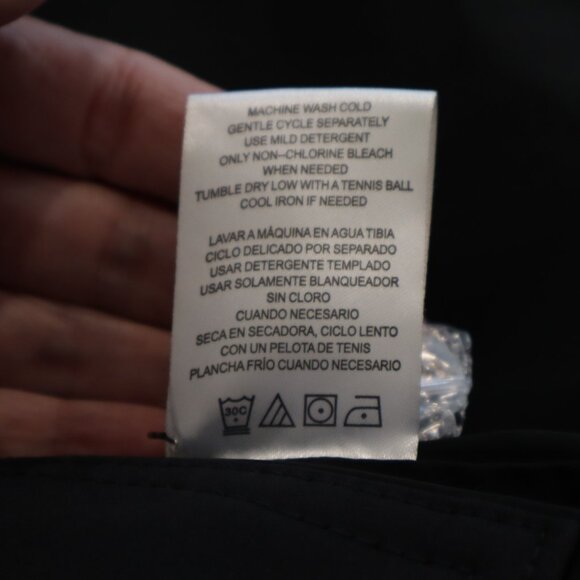 MACHINE WASH COLD
GENTLE CYCLE SEPARATELY
USE MILD DETERGENT
ONLY NON-CHLORINE BLEACH
WHEN NEEDED
TUMBLE DRY LOW WITH A TENNIS BALL
COOL IRON IF NEEDED
LAVAR A MÁQUINA EN AGUA TIBIA
CICLO DELICADO POR SEPARADO
USAR DETERGENTE TEMPLADO
USAR SOLAMENTE BLANQUEADOR
SIN CLORO
CUANDO NECESARIO
SECA EN SECADORA, CICLO LENTO
CON UN PELOTA DE TENIS
PLANCHA FRÍO CUANDO NECESARIO
30C